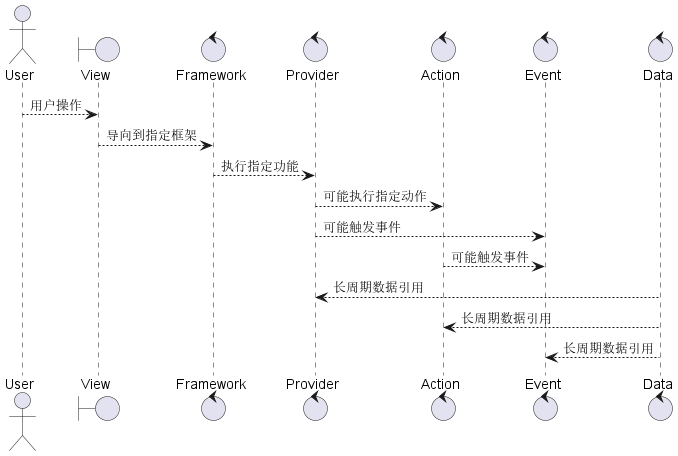 User View Framework Provider Action Event Data
用户操作
导向到指定框架
执行指定功能
可能执行指定动作
可能触发事件
可能触发事件
长周期数据引用
长周期数据引用
长周期数据引用
User View Framework Provider Action Event Data